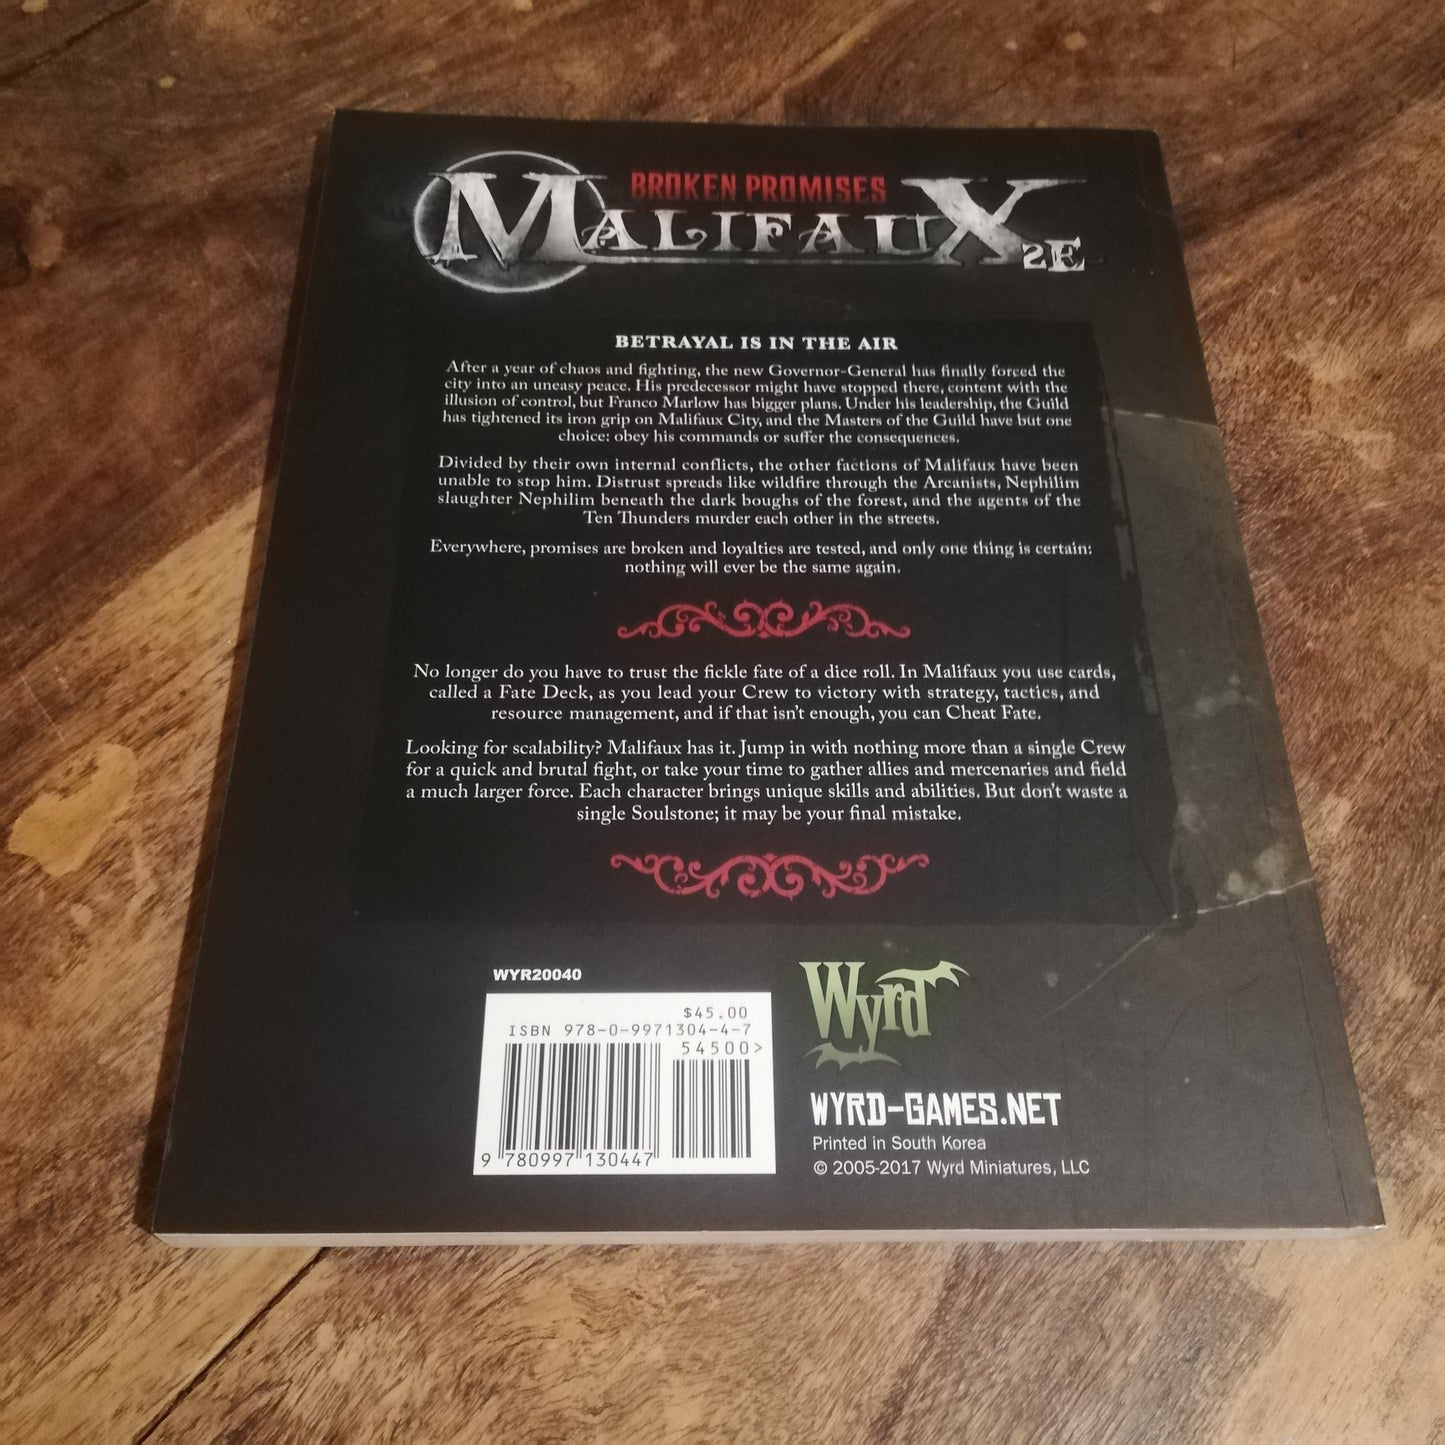 BROKEN PROMISES
MALIFAUX 2E
BETRAYAL IS IN THE AIR
After a year of chaos and fighting, the new Governor-General has finally forced the
city into an uneasy peace. His predecessor might have stopped there, content with the
illusion of control, but Franco Marlow has bigger plans. Under his leadership, the Guild
has tightened its iron grip on Malifaux City, and the Masters of the Guild have but one
choice: obey his commands or suffer the consequences.
Divided by their own internal conflicts, the other factions of Malifaux have been
unable to stop him. Distrust spreads like wildfire through the Arcanists, Nephilim
slaughter Nephilim beneath the dark boughs of the forest, and the agents of the
Ten Thunders murder each other in the streets.
Everywhere, promises are broken and loyalties are tested, and only one thing is certain:
nothing will ever be the same again.
No longer do you have to trust the fickle fate of a dice roll. In Malifaux you use cards,
called a Fate Deck, as you lead your Crew to victory with strategy, tactics, and
resource management, and if that isn't enough, you can Cheat Fate.
Looking for scalability? Malifaux has it. Jump in with nothing more than a single Crew
for a quick and brutal fight, or take your time to gather allies and mercenaries and field
a much larger force. Each character brings unique skills and abilities. But don't waste a
single Soulstone; it may be your final mistake.
WYR20040
$45.00
ISBN 978-0-9971304-4-7
54500>
9 780997 130447
Wyrd
WYRD-GAMES.NET
Printed in South Korea
© 2005-2017 Wyrd Miniatures, LLC